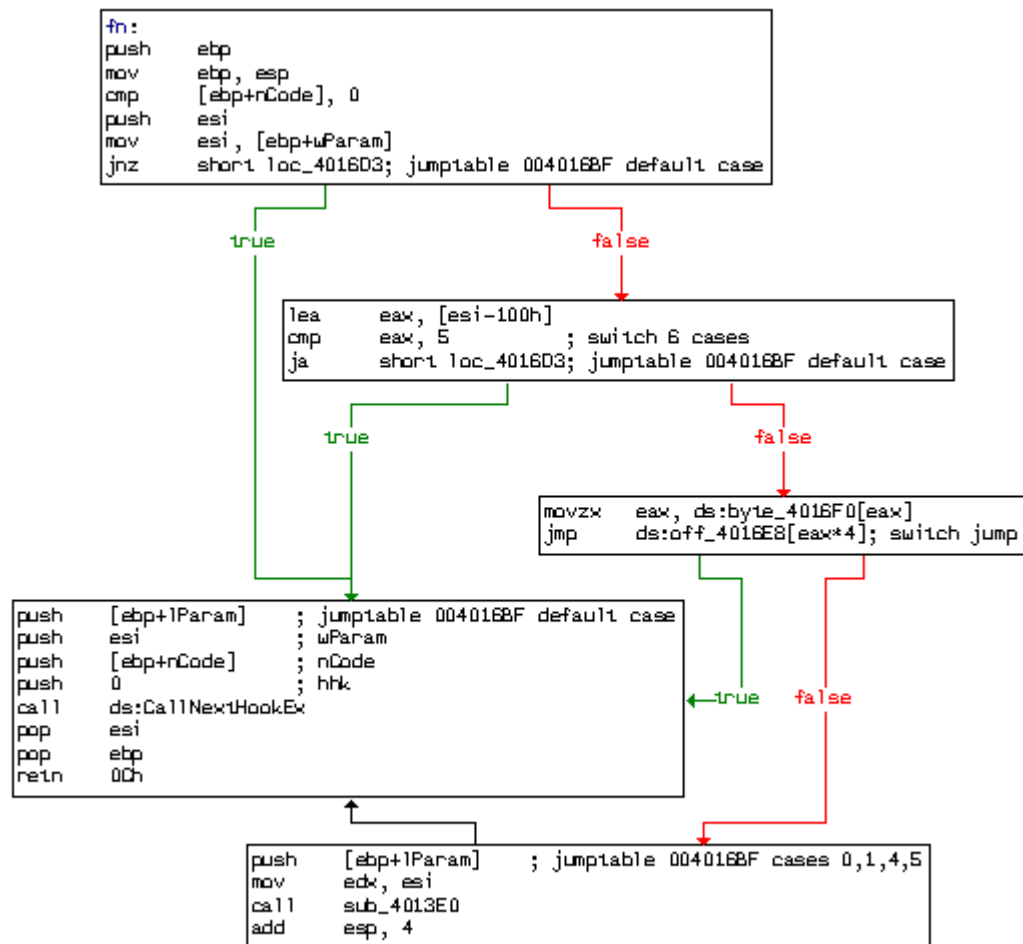 fn:
push ebp
mov ebp, esp
cmp [ebp+nCode], 0
push esi
mov esi, [ebp+wParam]
jnz short loc_4016D3; jumptable 004016BF default case
true
false
lea eax, [esi-100h]
cmp eax, 5 ; switch 6 cases
ja short loc_4016D3; jumptable 004016BF default case
true
false
movzx eax, ds:byte_4016F0[eax]
jmp ds:off_4016E8[eax*4]; switch jump
push [ebp+lParam] ; jumptable 004016BF default case
push esi ; wParam
push [ebp+nCode] ; nCode
push 0 ; hhk
call ds:CallNextHookEx
pop esi
pop ebp
retn 0Ch
true
false
push [ebp+lParam] ; jumptable 004016BF cases 0,1,4,5
mov edx, esi
call sub_4013E0
add esp, 4